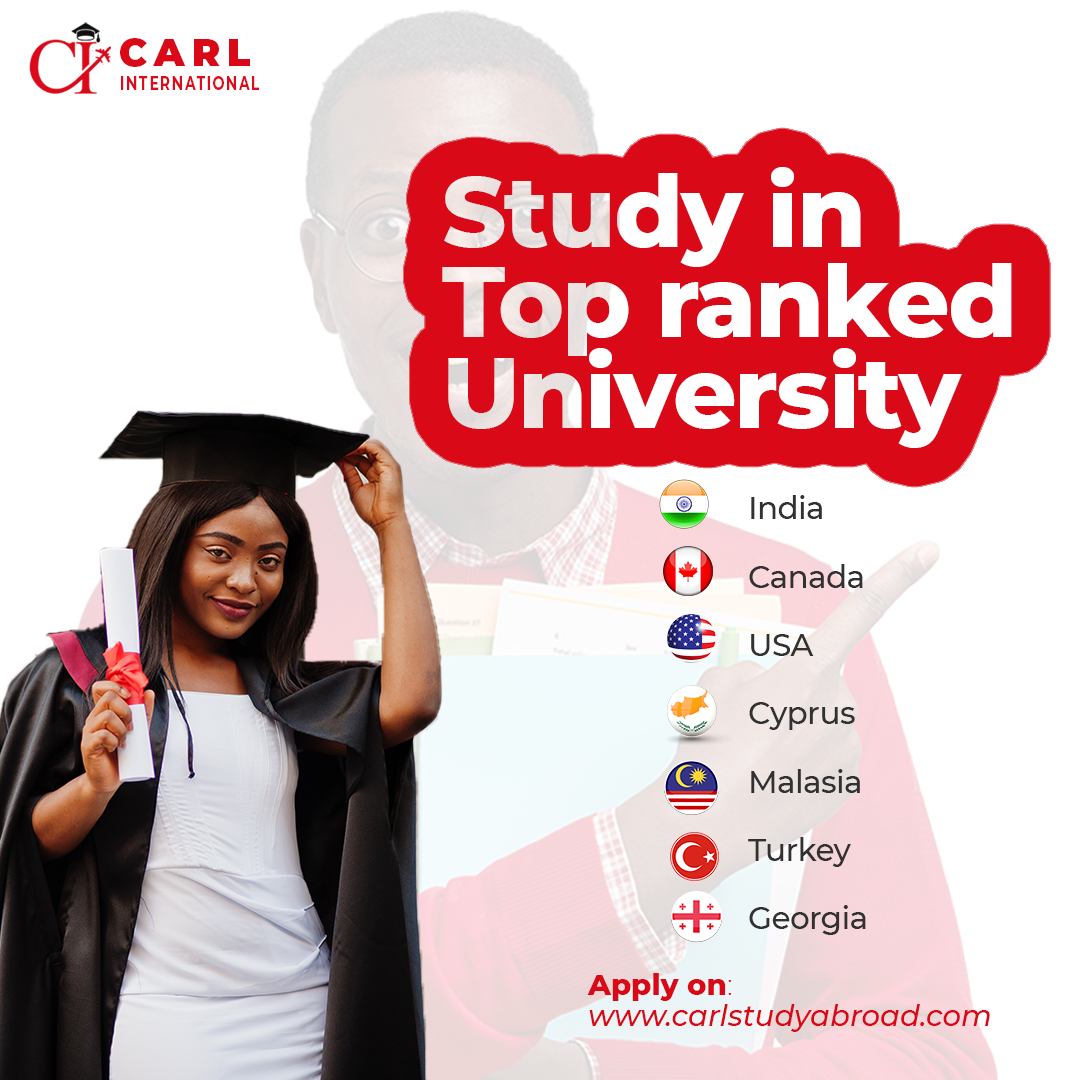 CI CARL
INTERNATIONAL
Study in
Top ranked
University
India
Canada
USA
Cyprus
Malasia
Turkey
Georgia
Apply on:
www.carlstudyabroad.com